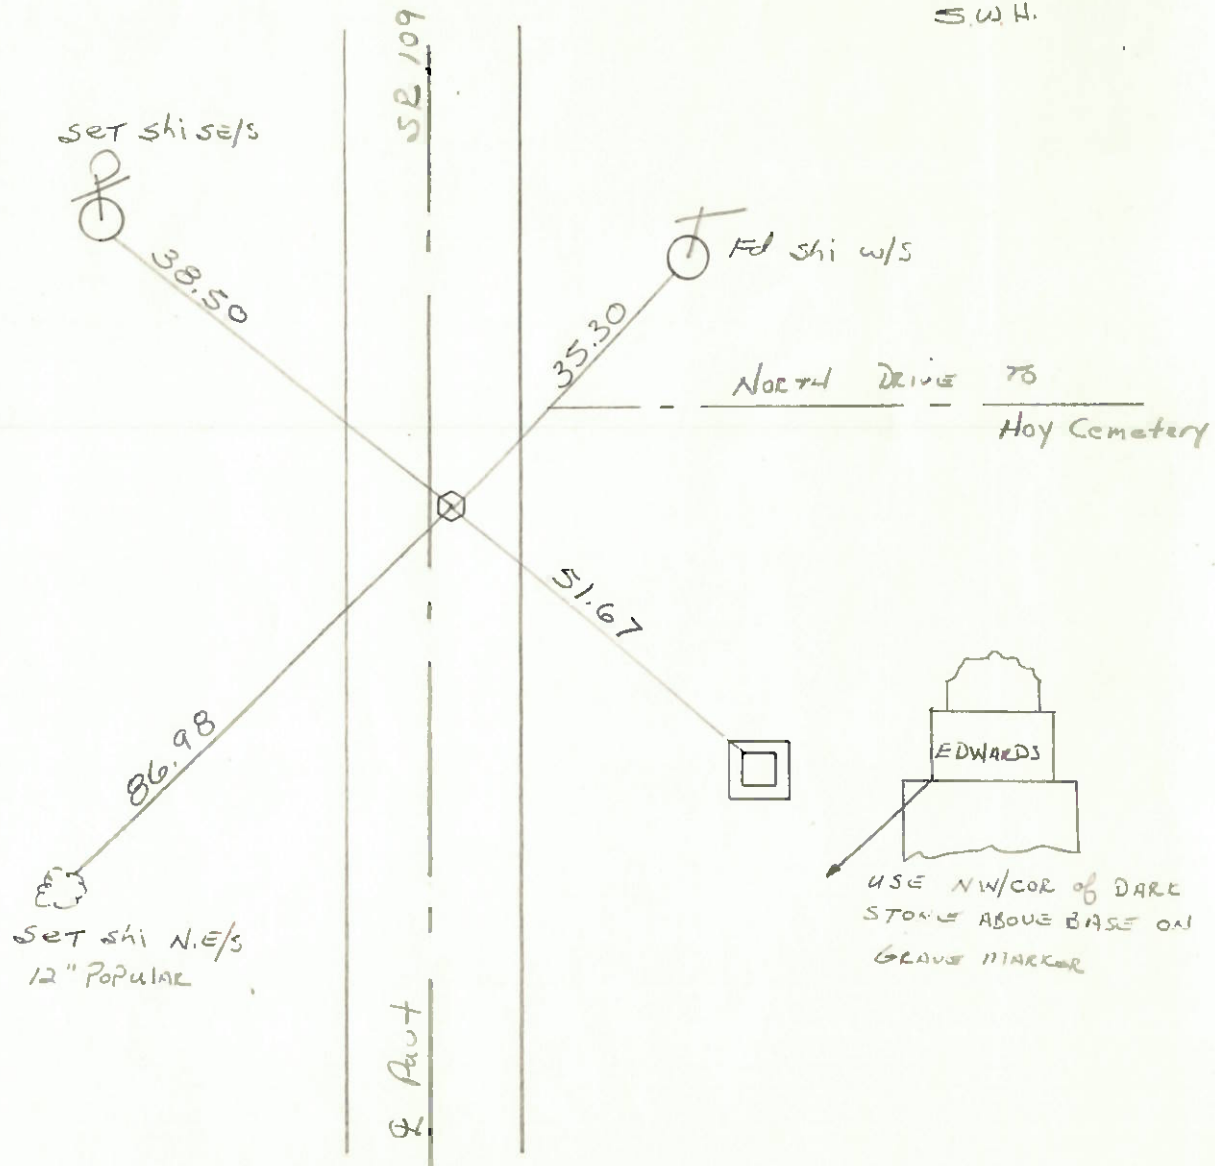 S.W.H.
SR 109
SET Shi SE/S
38.50
35.30
Fd Shi W/S
NORTH DRIVE TO
Hoy Cemetery
51.67
86.98
EDWARDS
USE NW/COR of DARK
STONE ABOVE BASE ON
GRAVE MARKER
SET Shi N.E/S
12" POPULAR
℄ Pavt